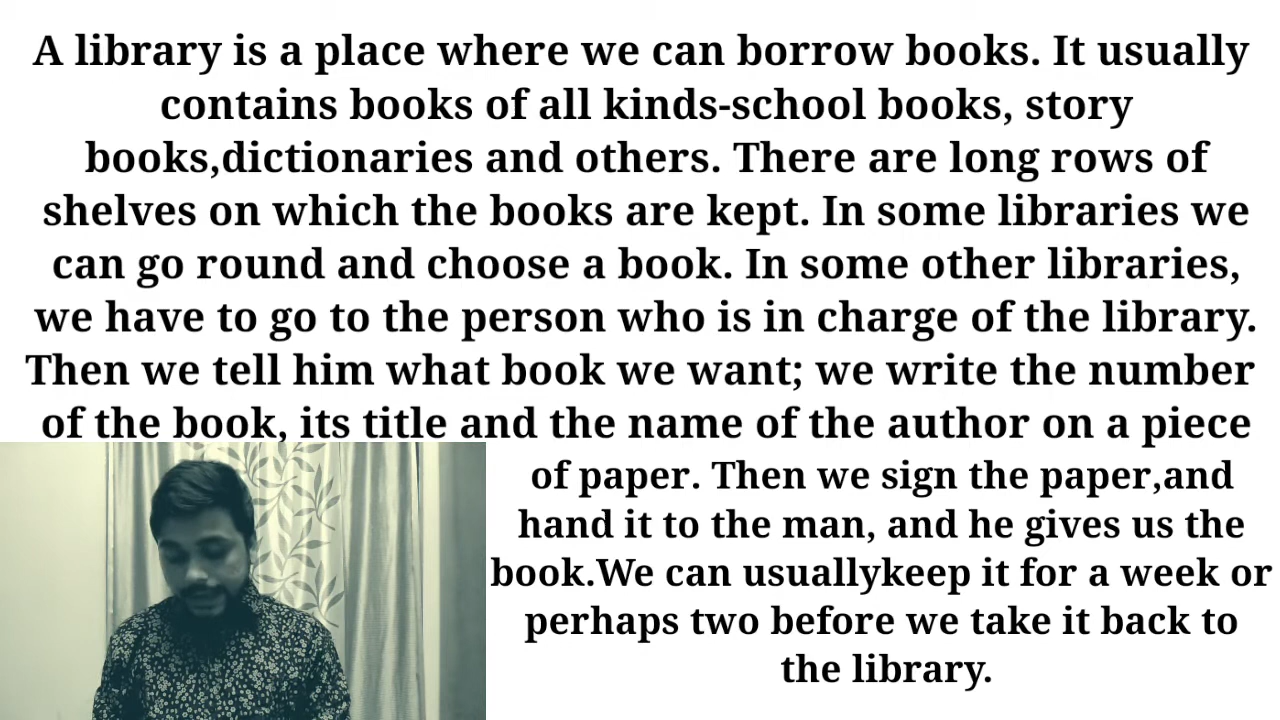 A library is a place where we can borrow books. It usually
contains books of all kinds-school books, story
books,dictionaries and others. There are long rows of
shelves on which the books are kept. In some libraries we
can go round and choose a book. In some other libraries,
we have to go to the person who is in charge of the library.
Then we tell him what book we want; we write the number
of the book, its title and the name of the author on a piece
of paper. Then we sign the paper,and
hand it to the man, and he gives us the
book.We can usuallykeep it for a week or
perhaps two before we take it back to
the library.